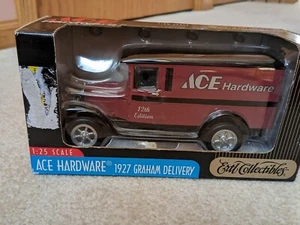 ACE Hardware
12th
Edition
1:25 SCALE
ACE HARDWARE® 1927 GRAHAM DELIVERY
Ertl Collectibles